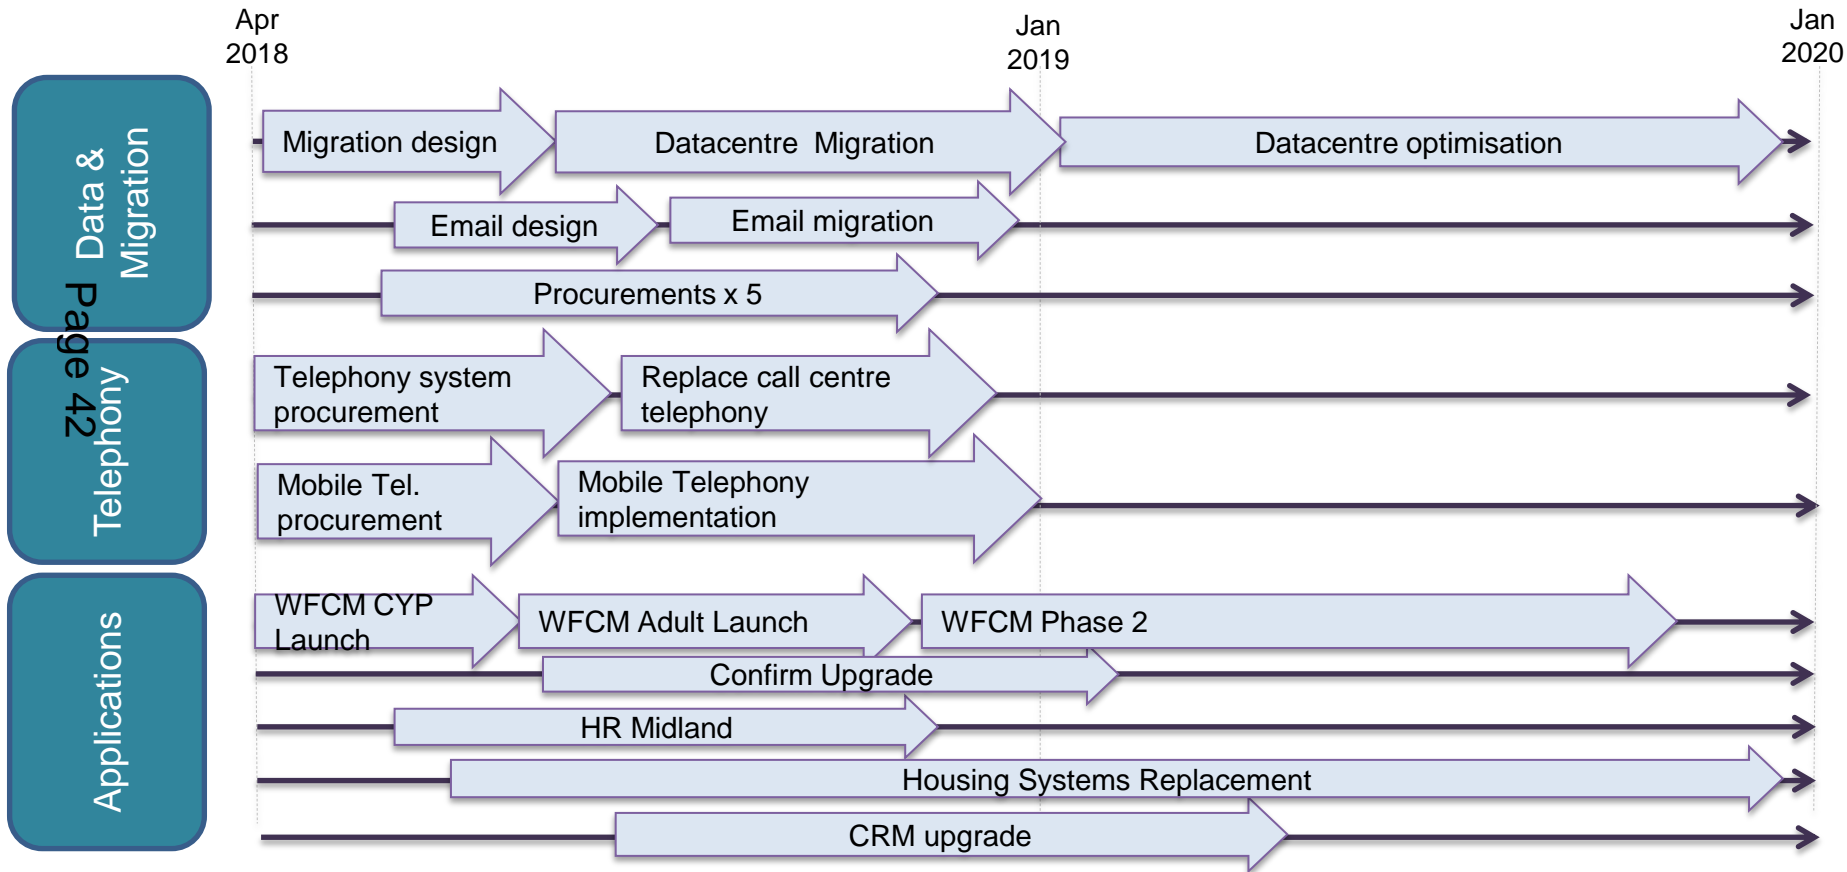 Apr
2018
Jan
2019
Jan
2020
Data &
Migration
Migration design
Datacentre  Migration
Datacentre optimisation
Email design
Email migration
Procurements x 5
Page 42
Telephony
Telephony system
procurement
Replace call centre
telephony
Mobile Tel.
procurement
Mobile Telephony
implementation
Applications
WFCM CYP
Launch
WFCM Adult Launch
WFCM Phase 2
Confirm Upgrade
HR Midland
Housing Systems Replacement
CRM upgrade